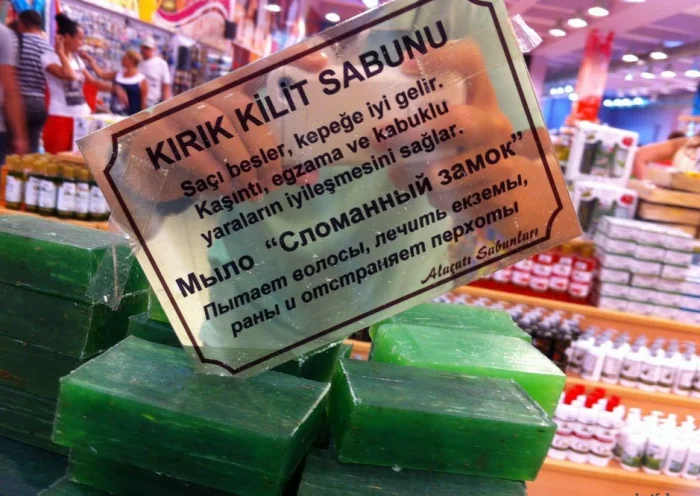 KIRIK KİLİT SABUNU
Saçı besler, kepeğe iyi gelir.
Kaşıntı, egzama ve kabuklu
yaraların iyileşmesini sağlar.
Мыло “Сломанный замок”
Пытает волосы, лечить екземы,
раны и отстраняет перхоты
Alaçatı Sabunları